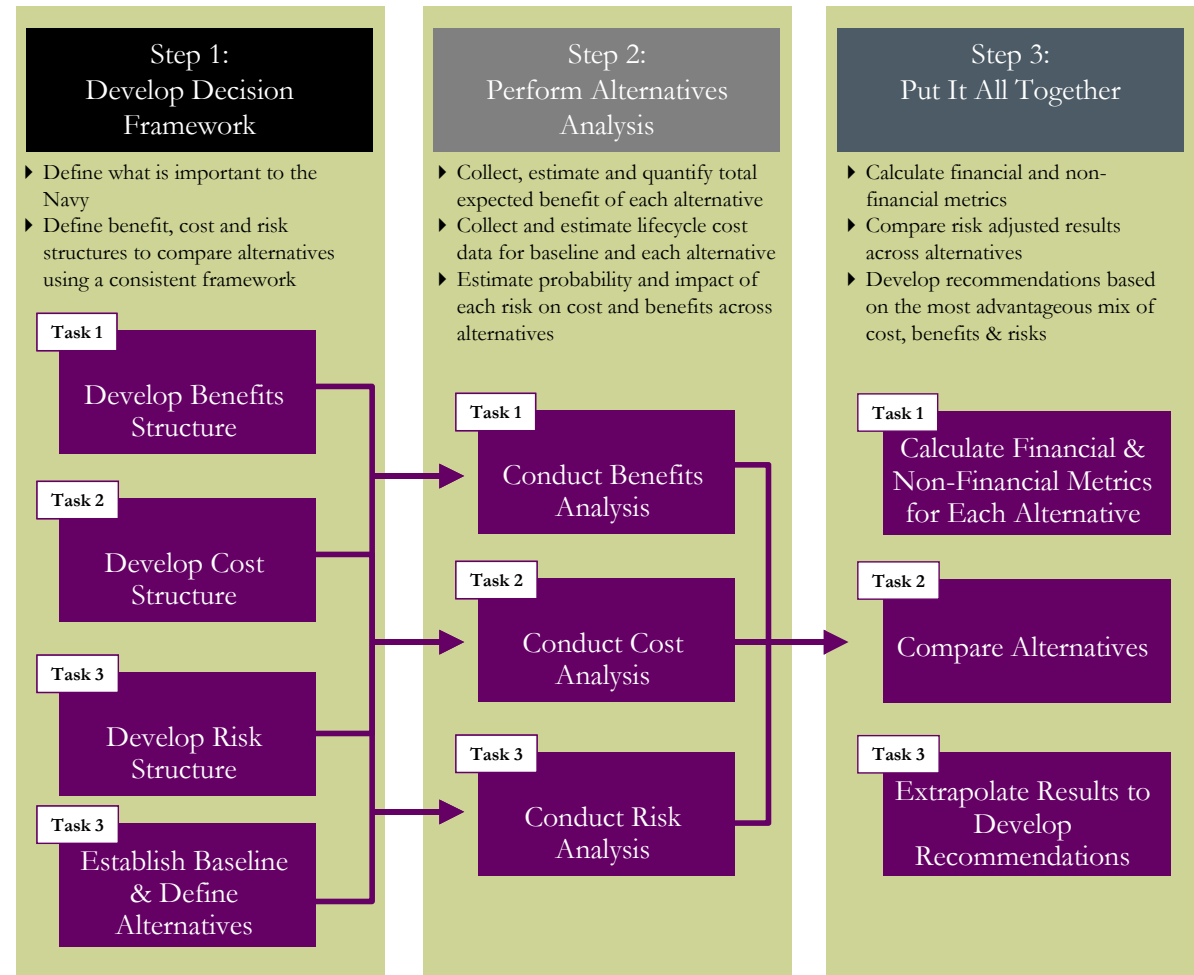 Step 1:
Develop Decision
Framework
Define what is important to the
Navy
Define benefit, cost and risk
structures to compare alternatives
using a consistent framework
Task 1
Develop Benefits
Structure
Task 2
Develop Cost
Structure
Task 3
Develop Risk
Structure
Task 3
Establish Baseline
& Define
Alternatives
Step 2:
Perform Alternatives
Analysis
Collect, estimate and quantify total
expected benefit of each alternative
Collect and estimate lifecycle cost
data for baseline and each alternative
Estimate probability and impact of
each risk on cost and benefits across
alternatives
Task 1
Conduct Benefits
Analysis
Task 2
Conduct Cost
Analysis
Task 3
Conduct Risk
Analysis
Step 3:
Put It All Together
Calculate financial and non-
financial metrics
Compare risk adjusted results
across alternatives
Develop recommendations based
on the most advantageous mix of
cost, benefits & risks
Task 1
Calculate Financial &
Non-Financial Metrics
for Each Alternative
Task 2
Compare Alternatives
Task 3
Extrapolate Results to
Develop
Recommendations